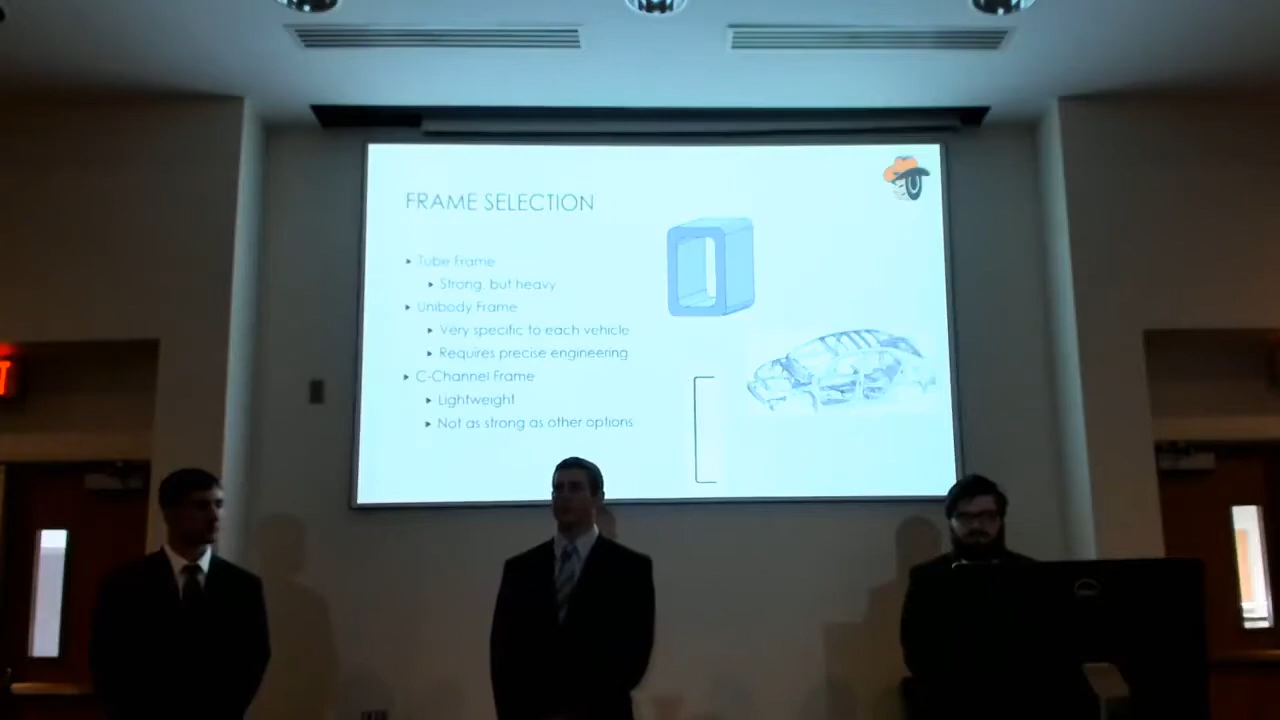 FRAME SELECTION
Tube Frame
Strong, but heavy
Unibody Frame
Very specific to each vehicle
Requires precise engineering
C-Channel Frame
Lightweight
Not as strong as other options